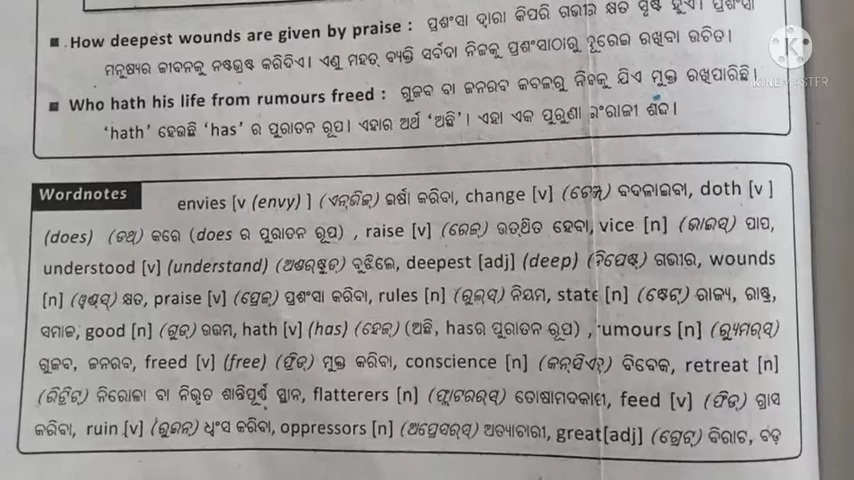 ■ How deepest wounds are given by praise : ପ୍ରଶଂସା ଦ୍ୱାରା କିପରି ଗଭୀର କ୍ଷତ ସୃଷ୍ଟି ହୁଏ। ପ୍ରଶଂସା
ମନୁଷ୍ୟର ଜୀବନକୁ ନଷ୍ଟଭ୍ରଷ୍ଟ କରିଦିଏ। ଏଣୁ ମହତ୍ ବ୍ୟକ୍ତି ସର୍ବଦା ନିଜକୁ ପ୍ରଶଂସାଠାରୁ ଦୂରେଇ ରଖିବା ଉଚିତ।
■ Who hath his life from rumours freed : ଗୁଜବ ବା ଜନରବ କବଳରୁ ନିଜକୁ ଯିଏ ମୁକ୍ତ ରଖିପାରିଛି।
'hath' ହେଉଛି 'has' ର ପୁରାତନ ରୂପ। ଏହାର ଅର୍ଥ 'ଅଛି'। ଏହା ଏକ ପୁରୁଣା ଇଂରାଜୀ ଶବ୍ଦ।
KINEMASTER
Wordnotes
envies [v (envy) ] (ଏନ୍‌ଭିଜ୍) ଇର୍ଷା କରିବା, change [v] (ଚେଞ୍ଜ୍) ବଦଳାଇବା, doth [v ]
(does) (ଡଥ୍) କରେ (does ର ପୁରାତନ ରୂପ) , raise [v] (ରେଜ୍) ଉତ୍‌ଥିତ ହେବା, vice [n] (ଭାଇସ୍) ପାପ,
understood [v] (understand) (ଅଣ୍ଡରଷ୍ଟୁଡ୍) ବୁଝିଲେ, deepest [adj] (deep) (ଡିପେଷ୍ଟ୍) ଗଭୀର, wounds
[n] (ୱୁଣ୍ଡସ୍) କ୍ଷତ, praise [v] (ପ୍ରେଜ୍) ପ୍ରଶଂସା କରିବା, rules [n] (ରୁଲ୍‌ସ୍) ନିୟମ, state [n] (ଷ୍ଟେଟ୍) ରାଜ୍ୟ, ରାଷ୍ଟ୍ର,
ସମାଜ, good [n] (ଗୁଡ୍) ଉତ୍ତମ, hath [v] (has) (ହେଜ୍) (ଅଛି, hasର ପୁରାତନ ରୂପ) , rumours [n] (ର୍ୟୁମରସ୍)
ଗୁଜବ, ଜନରବ, freed [v] (free) (ଫ୍ରିଡ୍) ମୁକ୍ତ କରିବା, conscience [n] (କନ୍‌ସିଏନ୍ସ) ବିବେକ, retreat [n]
(ରିଟ୍ରିଟ୍) ନିରୋଳା ବା ନିଭୃତ ଶାନ୍ତିପୂର୍ଣ୍ଣ ସ୍ଥାନ, flatterers [n] (ଫ୍ଲାଟରରସ୍) ତୋଷାମଦକାରୀ, feed [v] (ଫିଡ୍) ଗ୍ରାସ
କରିବା, ruin [v] (ରୁଇନ୍) ଧ୍ୱଂସ କରିବା, oppressors [n] (ଅପ୍ରେସରସ୍) ଅତ୍ୟାଚାରୀ, great[adj] (ଗ୍ରେଟ୍) ବିରାଟ, ବଡ଼